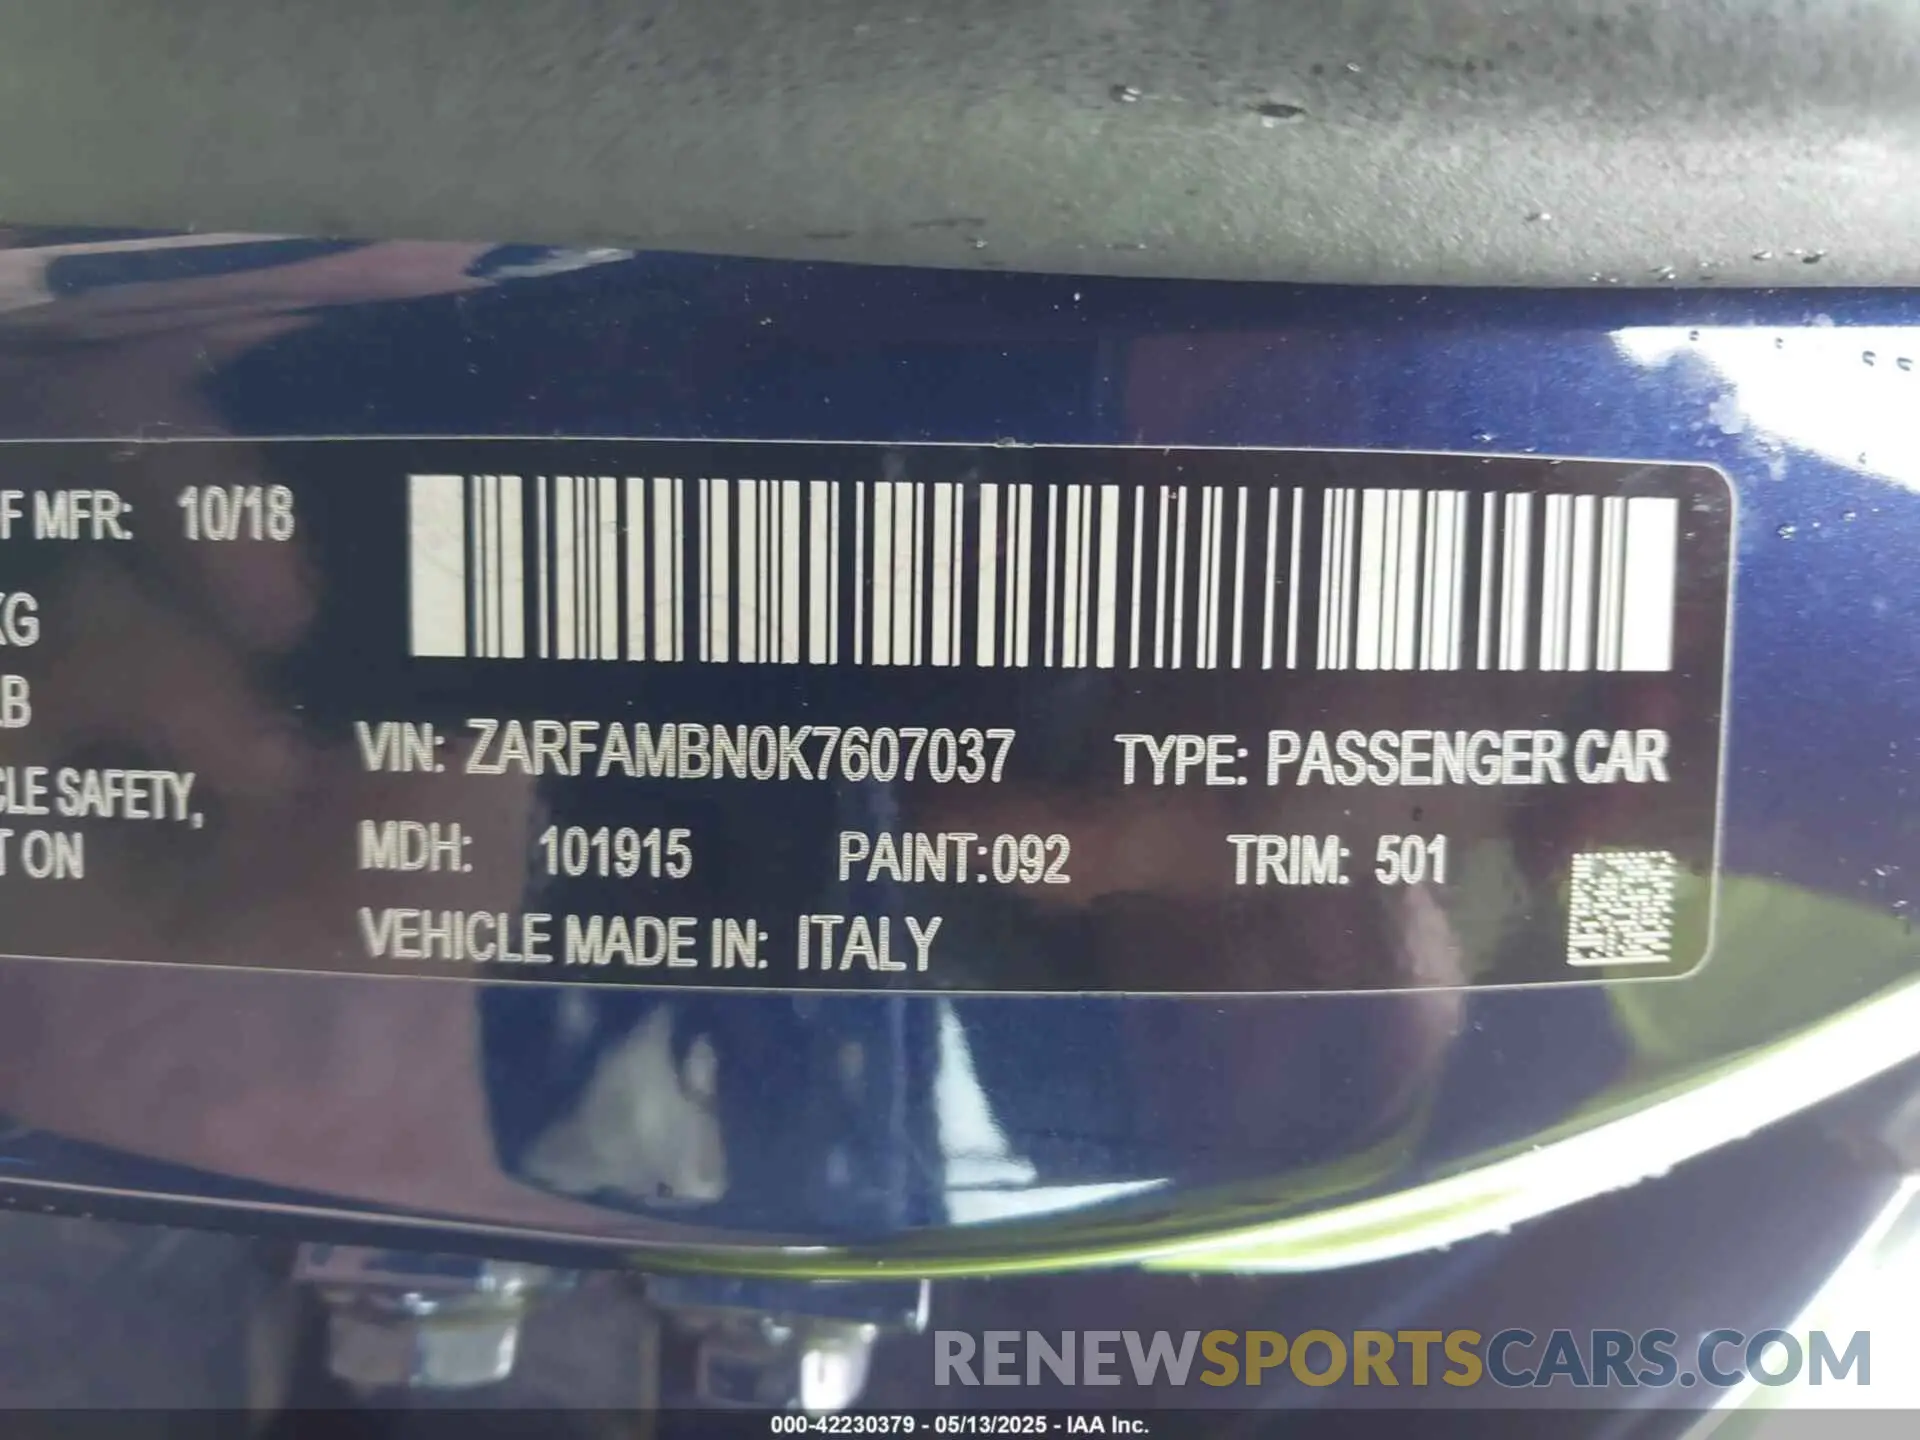 F MFR: 10/18
KG
LB
CLE SAFETY,
T ON
VIN: ZARFAMBN0K7607037 TYPE: PASSENGER CAR
MDH: 101915 PAINT:092 TRIM: 501
VEHICLE MADE IN: ITALY
RENEWSPORTSCARS.COM
000-42230379 - 05/13/2025 - IAA Inc.